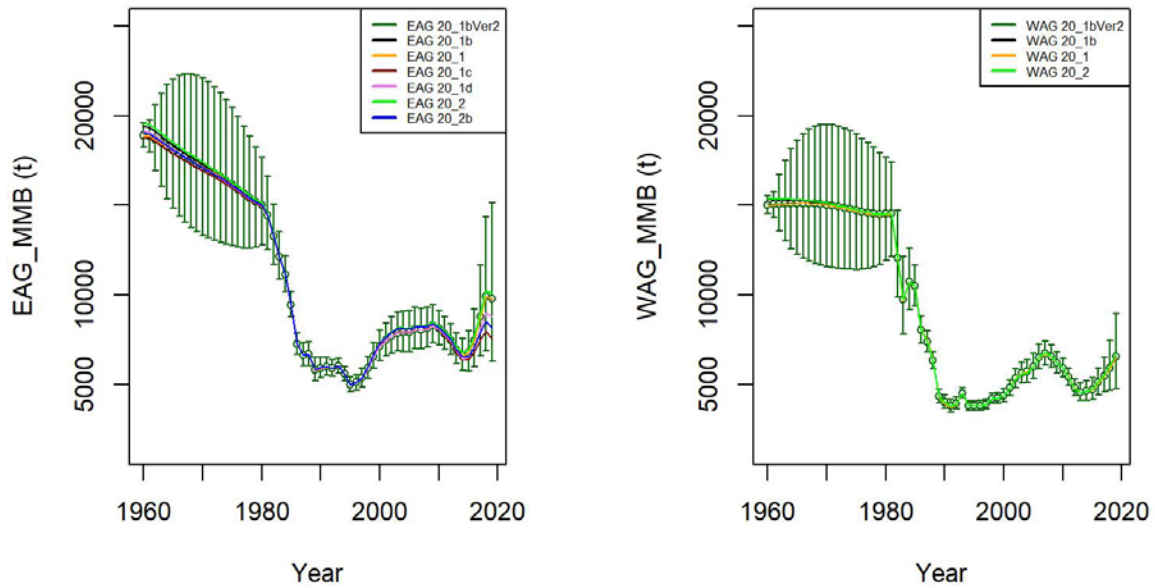 EAG_MMB (t)
20000
10000
5000
EAG 20_1bVer2
EAG 20_1b
EAG 20_1
EAG 20_1c
EAG 20_1d
EAG 20_2
EAG 20_2b
1960 1980 2000 2020
Year
WAG_MMB (t)
20000
10000
5000
WAG 20_1bVer2
WAG 20_1b
WAG 20_1
WAG 20_2
1960 1980 2000 2020
Year